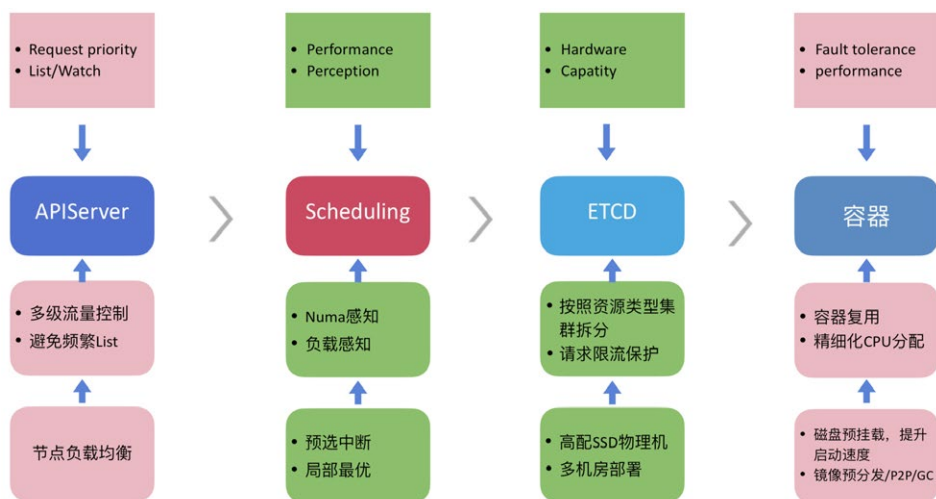 Request priority
List/Watch
Performance
Perception
Hardware
Capatity
Fault tolerance
performance
APIServer
Scheduling
ETCD
容器
多级流量控制
避免频繁List
Numa感知
负载感知
按照资源类型集
群拆分
请求限流保护
容器复用
精细化CPU分配
节点负载均衡
预选中断
局部最优
高配SSD物理机
多机房部署
磁盘预挂载，提升
启动速度
镜像预分发/P2P/GC